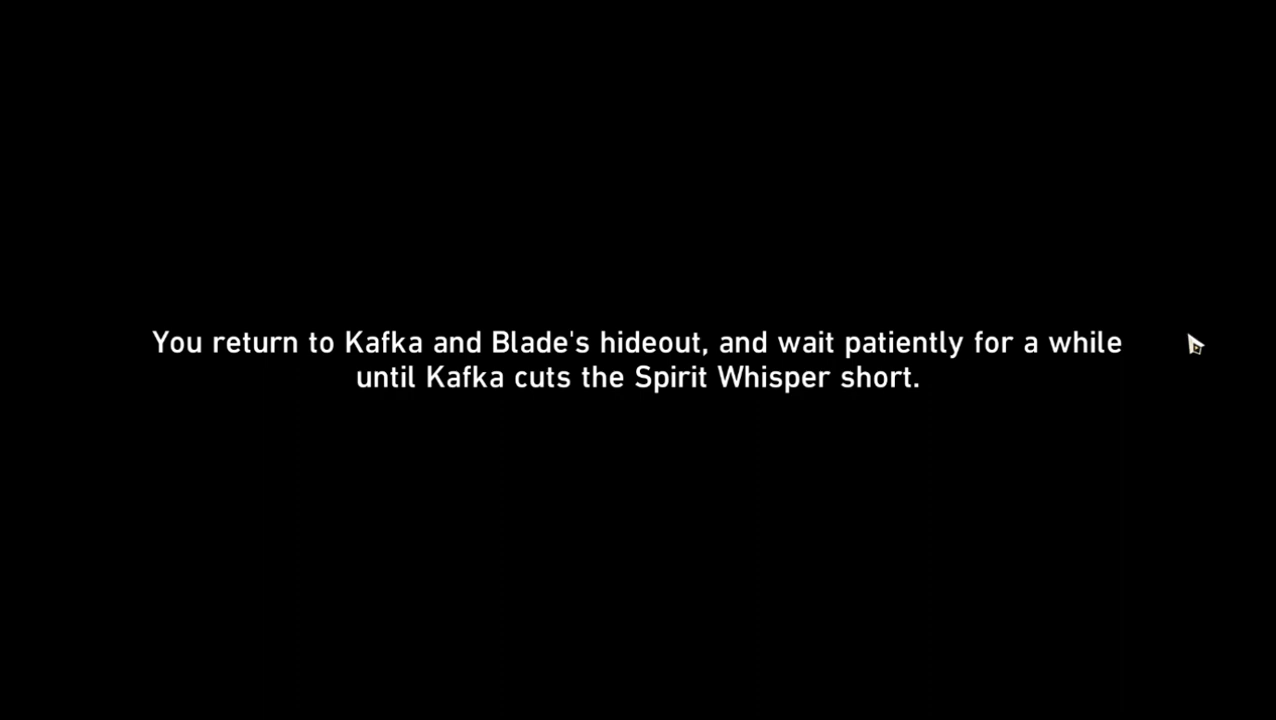 You return to Kafka and Blade's hideout, and wait patiently for a while
until Kafka cuts the Spirit Whisper short.